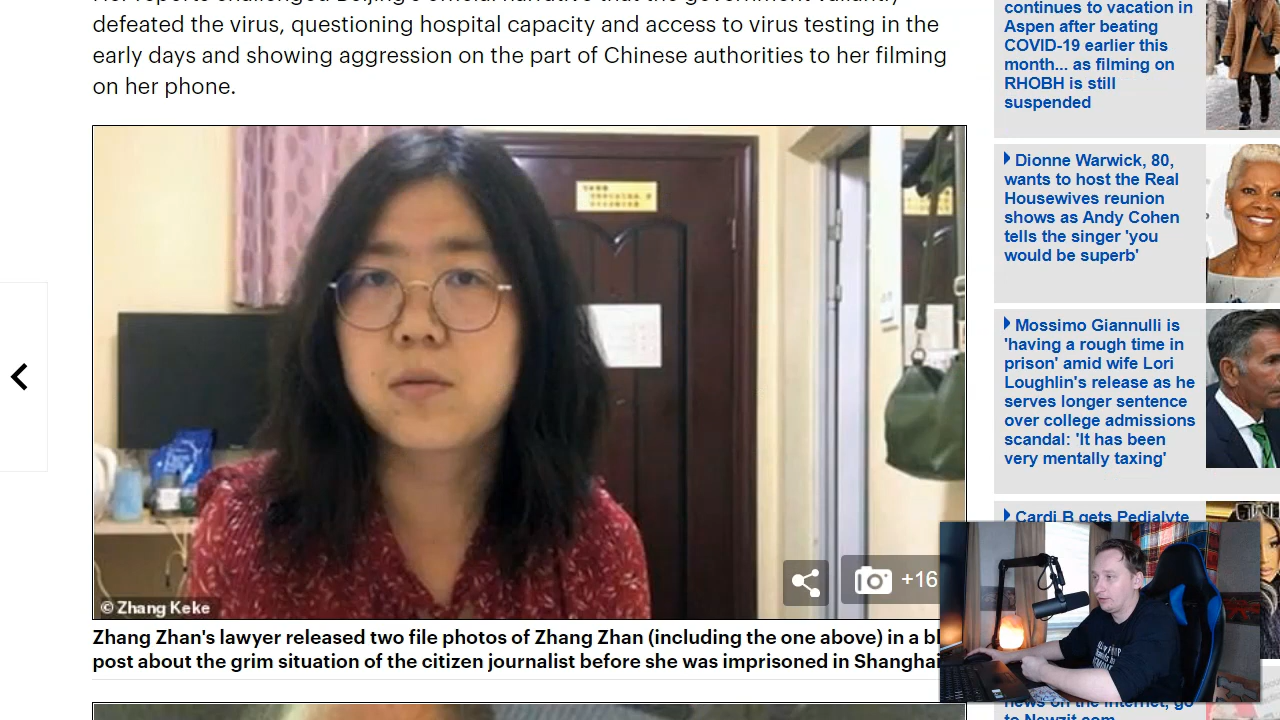 defeated the virus, questioning hospital capacity and access to virus testing in the
early days and showing aggression on the part of Chinese authorities to her filming
on her phone.
+16
© Zhang Keke
Zhang Zhan's lawyer released two file photos of Zhang Zhan (including the one above) in a
post about the grim situation of the citizen journalist before she was imprisoned in Shanghai
continues to vacation in
Aspen after beating
COVID-19 earlier this
month... as filming on
RHOBH is still
suspended
Dionne Warwick, 80,
wants to host the Real
Housewives reunion
shows as Andy Cohen
tells the singer 'you
would be superb'
Mossimo Giannulli is
'having a rough time in
prison' amid wife Lori
Loughlin's release as he
serves longer sentence
over college admissions
scandal: 'It has been
very mentally taxing'
Cardi B gets Pedialyte
news on the internet, go
to Newzit.com